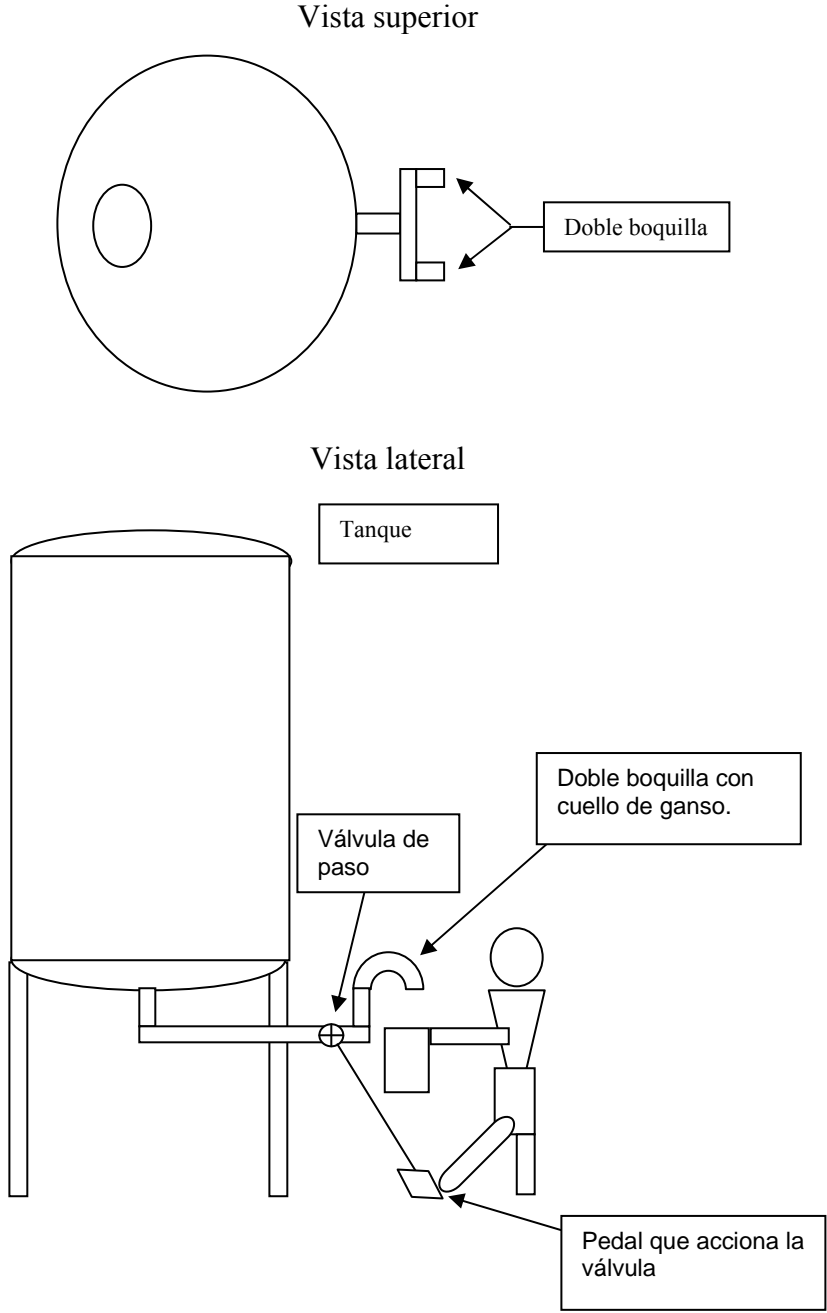 Vista superior
Doble boquilla
Vista lateral
Tanque
Doble boquilla con
cuello de ganso.
Válvula de
paso
Pedal que acciona la
válvula